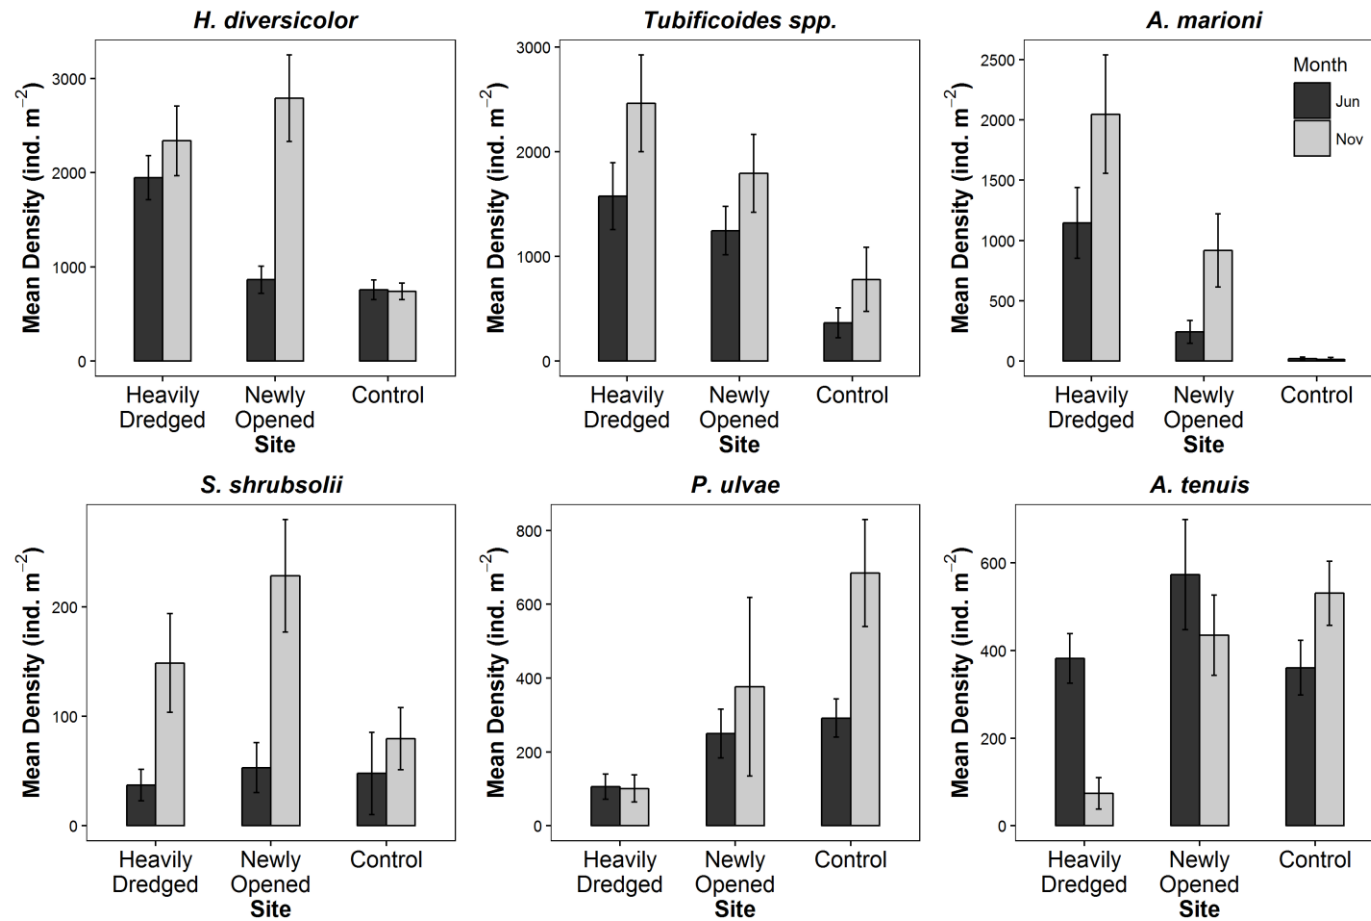 H. diversicolor
Mean Density (ind. m⁻²)
3000
2000
1000
0
Heavily Dredged
Newly Opened
Control
Site
Tubificoides spp.
Mean Density (ind. m⁻²)
3000
2000
1000
0
Heavily Dredged
Newly Opened
Control
Site
A. marioni
Mean Density (ind. m⁻²)
2500
2000
1500
1000
500
0
Month
Jun
Nov
Heavily Dredged
Newly Opened
Control
Site
S. shrubsolii
Mean Density (ind. m⁻²)
200
100
0
Heavily Dredged
Newly Opened
Control
Site
P. ulvae
Mean Density (ind. m⁻²)
800
600
400
200
0
Heavily Dredged
Newly Opened
Control
Site
A. tenuis
Mean Density (ind. m⁻²)
600
400
200
0
Heavily Dredged
Newly Opened
Control
Site